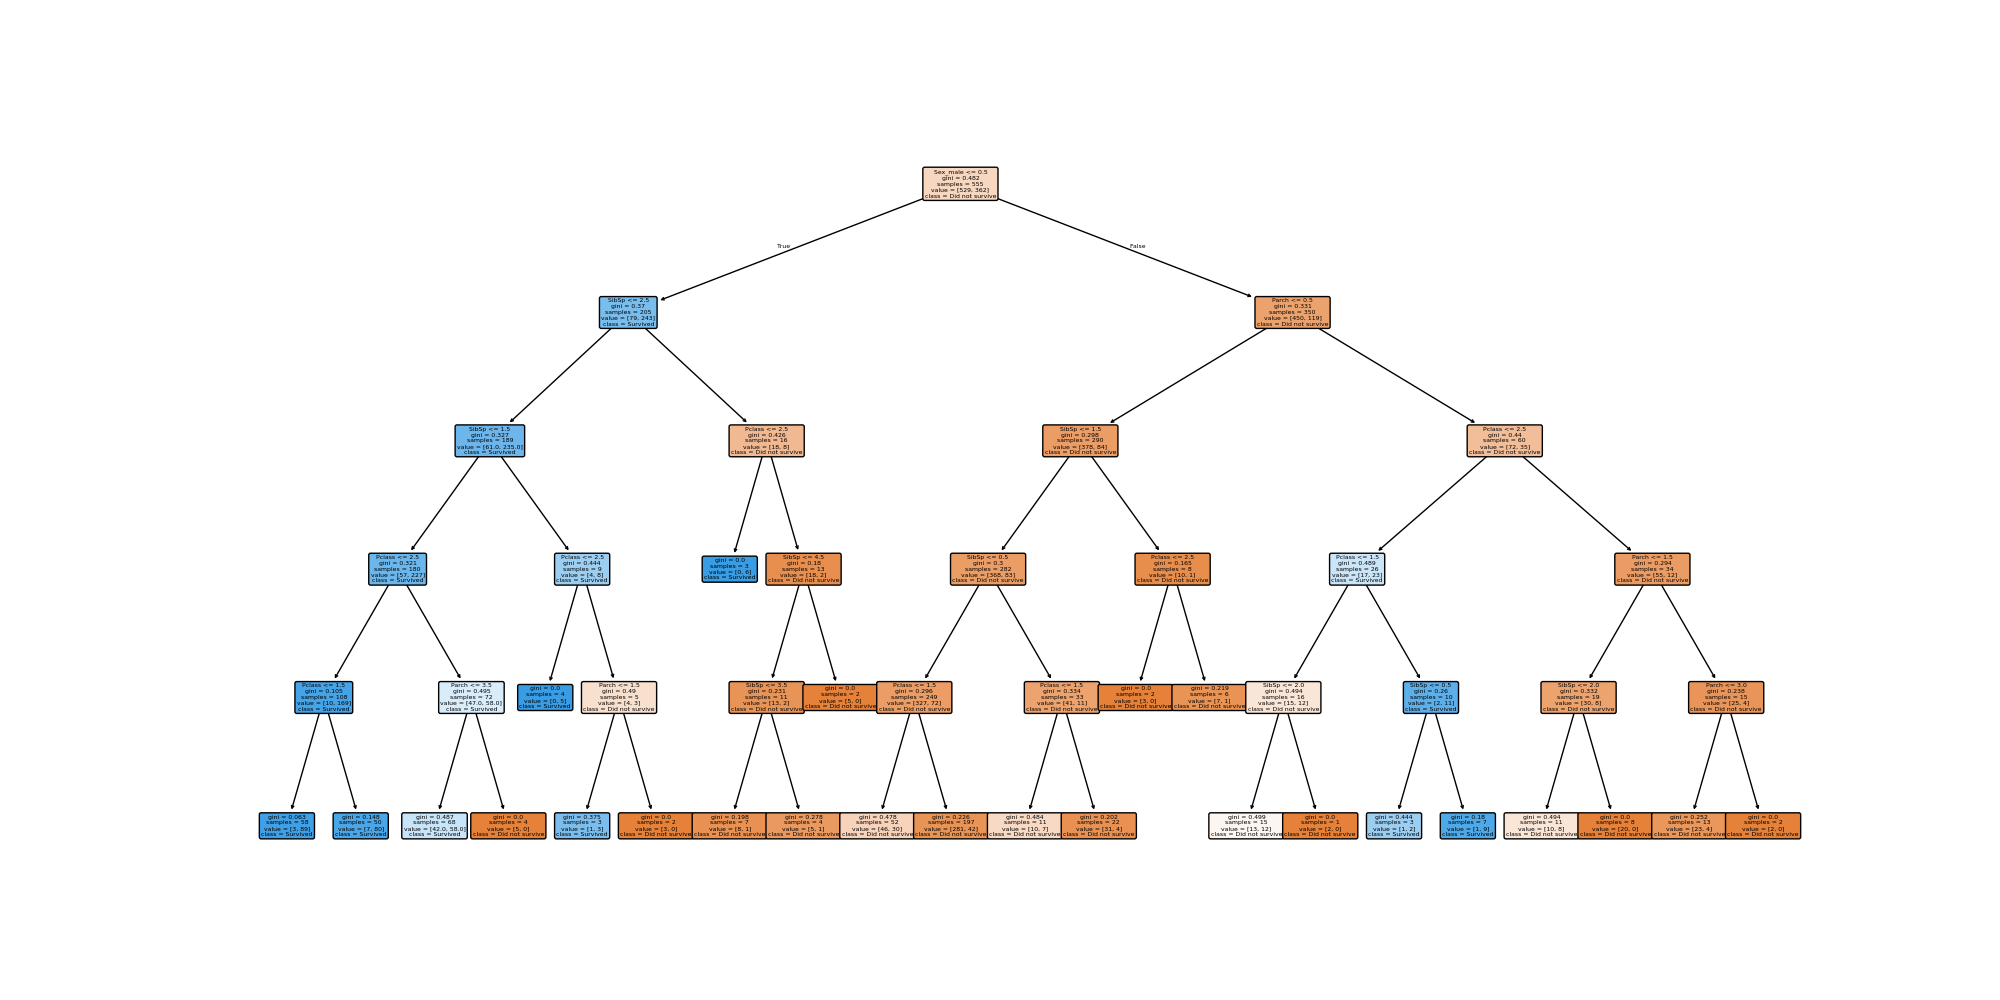 Sex_male <= 0.5
gini = 0.482
samples = 555
value = [529, 362]
class = Did not survive
True
False
SibSp <= 2.5
gini = 0.37
samples = 205
value = [79, 243]
class = Survived
Parch <= 0.5
gini = 0.331
samples = 350
value = [450, 119]
class = Did not survive
SibSp <= 1.5
gini = 0.327
samples = 189
value = [61.0, 235.0]
class = Survived
Pclass <= 2.5
gini = 0.426
samples = 16
value = [18, 8]
class = Did not survive
SibSp <= 1.5
gini = 0.298
samples = 290
value = [378, 84]
class = Did not survive
Pclass <= 2.5
gini = 0.44
samples = 60
value = [72, 35]
class = Did not survive
Pclass <= 2.5
gini = 0.321
samples = 180
value = [57, 227]
class = Survived
Pclass <= 2.5
gini = 0.444
samples = 9
value = [4, 8]
class = Survived
gini = 0.0
samples = 3
value = [0, 6]
class = Survived
SibSp <= 4.5
gini = 0.18
samples = 13
value = [18, 2]
class = Did not survive
SibSp <= 0.5
gini = 0.3
samples = 282
value = [368, 83]
class = Did not survive
Pclass <= 2.5
gini = 0.165
samples = 8
value = [10, 1]
class = Did not survive
Pclass <= 1.5
gini = 0.489
samples = 26
value = [17, 23]
class = Survived
Parch <= 1.5
gini = 0.294
samples = 34
value = [55, 12]
class = Did not survive
Pclass <= 1.5
gini = 0.105
samples = 108
value = [10, 169]
class = Survived
Parch <= 3.5
gini = 0.495
samples = 72
value = [47.0, 58.0]
class = Survived
gini = 0.0
samples = 4
value = [0, 5]
class = Survived
Parch <= 1.5
gini = 0.49
samples = 5
value = [4, 3]
class = Did not survive
SibSp <= 3.5
gini = 0.231
samples = 11
value = [13, 2]
class = Did not survive
gini = 0.0
samples = 2
value = [5, 0]
class = Did not survive
Pclass <= 1.5
gini = 0.296
samples = 249
value = [327, 72]
class = Did not survive
Pclass <= 1.5
gini = 0.334
samples = 33
value = [41, 11]
class = Did not survive
gini = 0.0
samples = 2
value = [3, 0]
class = Did not survive
gini = 0.219
samples = 6
value = [7, 1]
class = Did not survive
SibSp <= 2.0
gini = 0.494
samples = 16
value = [15, 12]
class = Did not survive
SibSp <= 0.5
gini = 0.26
samples = 10
value = [2, 11]
class = Survived
SibSp <= 2.0
gini = 0.332
samples = 19
value = [30, 8]
class = Did not survive
Parch <= 3.0
gini = 0.238
samples = 15
value = [25, 4]
class = Did not survive
gini = 0.063
samples = 58
value = [3, 89]
class = Survived
gini = 0.148
samples = 50
value = [7, 80]
class = Survived
gini = 0.487
samples = 68
value = [42.0, 58.0]
class = Survived
gini = 0.0
samples = 4
value = [5, 0]
class = Did not survive
gini = 0.375
samples = 3
value = [1, 3]
class = Survived
gini = 0.0
samples = 2
value = [3, 0]
class = Did not survive
gini = 0.198
samples = 7
value = [8, 1]
class = Did not survive
gini = 0.278
samples = 4
value = [5, 1]
class = Did not survive
gini = 0.478
samples = 52
value = [46, 30]
class = Did not survive
gini = 0.226
samples = 197
value = [281, 42]
class = Did not survive
gini = 0.484
samples = 11
value = [10, 7]
class = Did not survive
gini = 0.202
samples = 22
value = [31, 4]
class = Did not survive
gini = 0.499
samples = 15
value = [13, 12]
class = Did not survive
gini = 0.0
samples = 1
value = [2, 0]
class = Did not survive
gini = 0.444
samples = 3
value = [1, 2]
class = Survived
gini = 0.18
samples = 7
value = [1, 9]
class = Survived
gini = 0.494
samples = 11
value = [10, 8]
class = Did not survive
gini = 0.0
samples = 8
value = [20, 0]
class = Did not survive
gini = 0.252
samples = 13
value = [23, 4]
class = Did not survive
gini = 0.0
samples = 2
value = [2, 0]
class = Did not survive